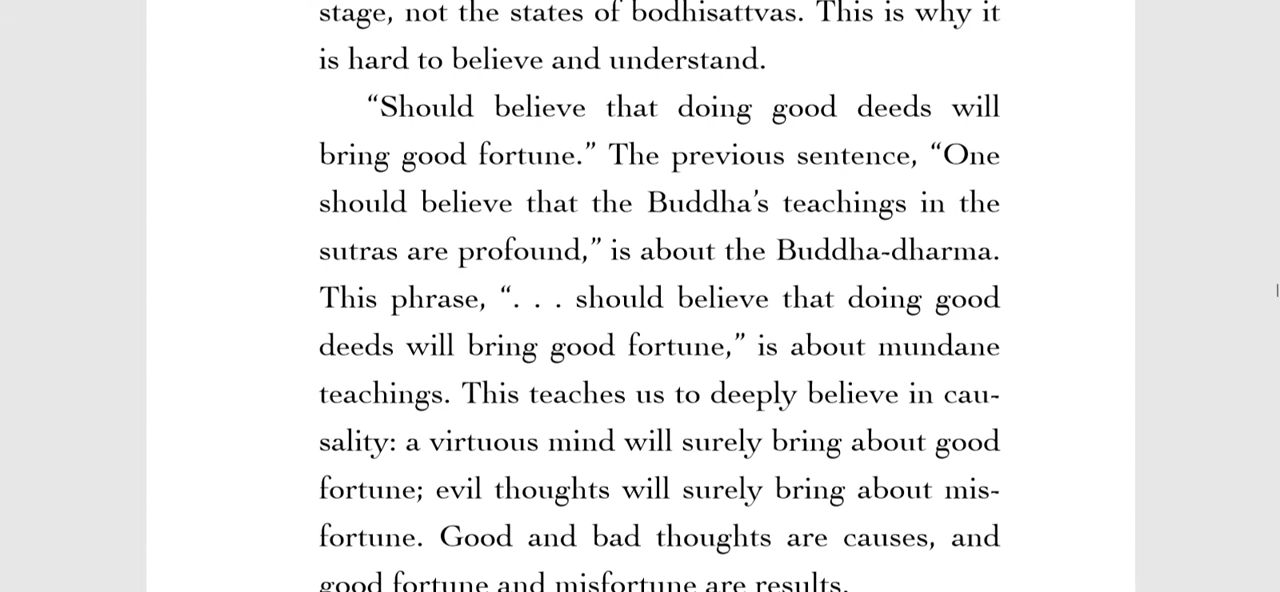 stage, not the states of bodhisattvas. This is why it
is hard to believe and understand.
“Should believe that doing good deeds will
bring good fortune.” The previous sentence, “One
should believe that the Buddha’s teachings in the
sutras are profound,” is about the Buddha-dharma.
This phrase, “. . . should believe that doing good
deeds will bring good fortune,” is about mundane
teachings. This teaches us to deeply believe in cau-
sality: a virtuous mind will surely bring about good
fortune; evil thoughts will surely bring about mis-
fortune. Good and bad thoughts are causes, and
good fortune and misfortune are results.